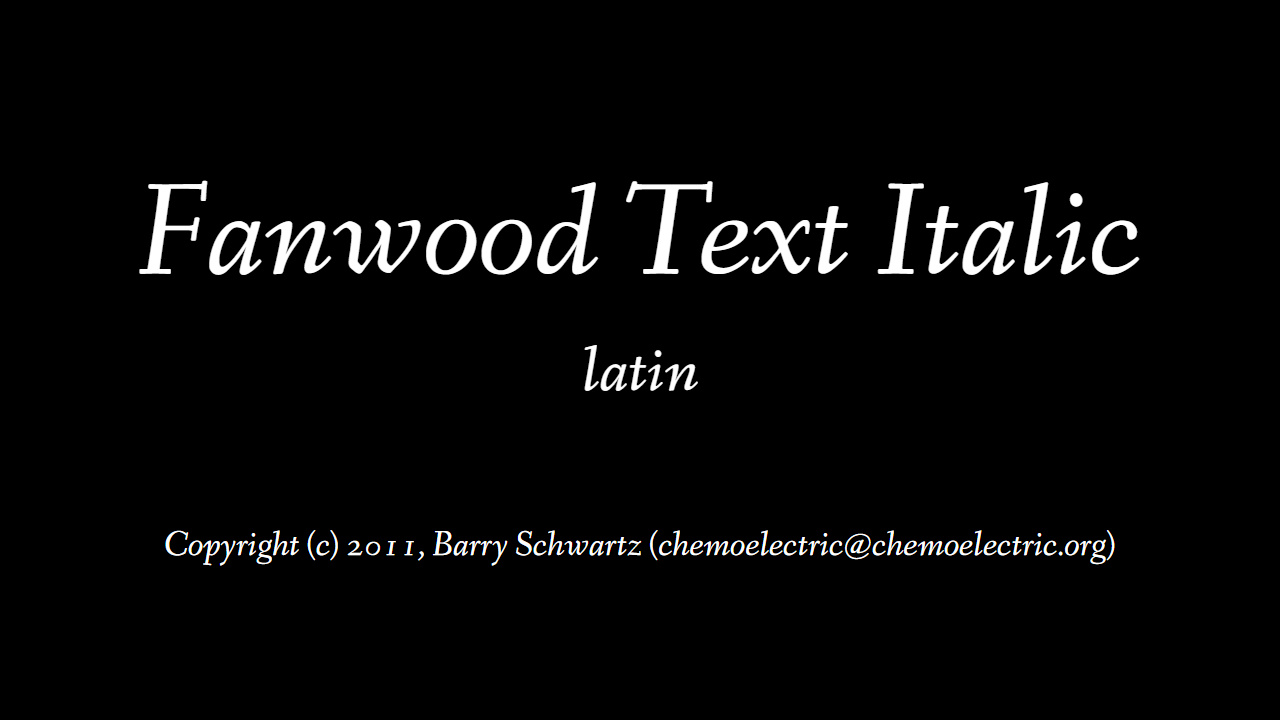 Fanwood Text Italic
latin
Copyright (c) 2011, Barry Schwartz (chemoelectric@chemoelectric.org)